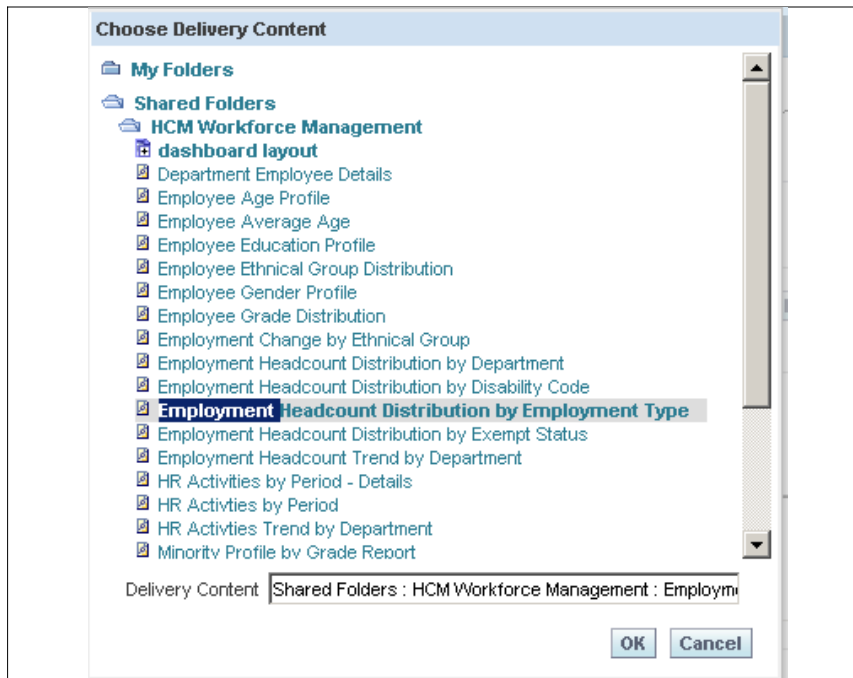 Choose Delivery Content
My Folders
Shared Folders
HCM Workforce Management
dashboard layout
Department Employee Details
Employee Age Profile
Employee Average Age
Employee Education Profile
Employee Ethnical Group Distribution
Employee Gender Profile
Employee Grade Distribution
Employment Change by Ethnical Group
Employment Headcount Distribution by Department
Employment Headcount Distribution by Disability Code
Employment Headcount Distribution by Employment Type
Employment Headcount Distribution by Exempt Status
Employment Headcount Trend by Department
HR Activities by Period - Details
HR Activties by Period
HR Activties Trend by Department
Minority Profile by Grade Report
Delivery Content Shared Folders : HCM Workforce Management : Employm
OK Cancel